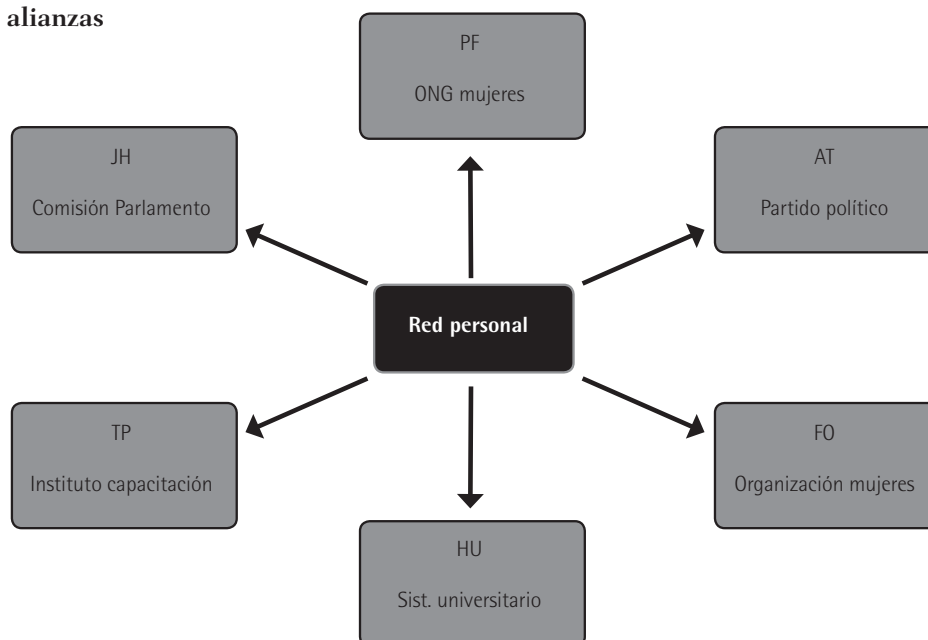 alianzas
PF
ONG mujeres
JH
Comisión Parlamento
AT
Partido político
Red personal
TP
Instituto capacitación
FO
Organización mujeres
HU
Sist. universitario